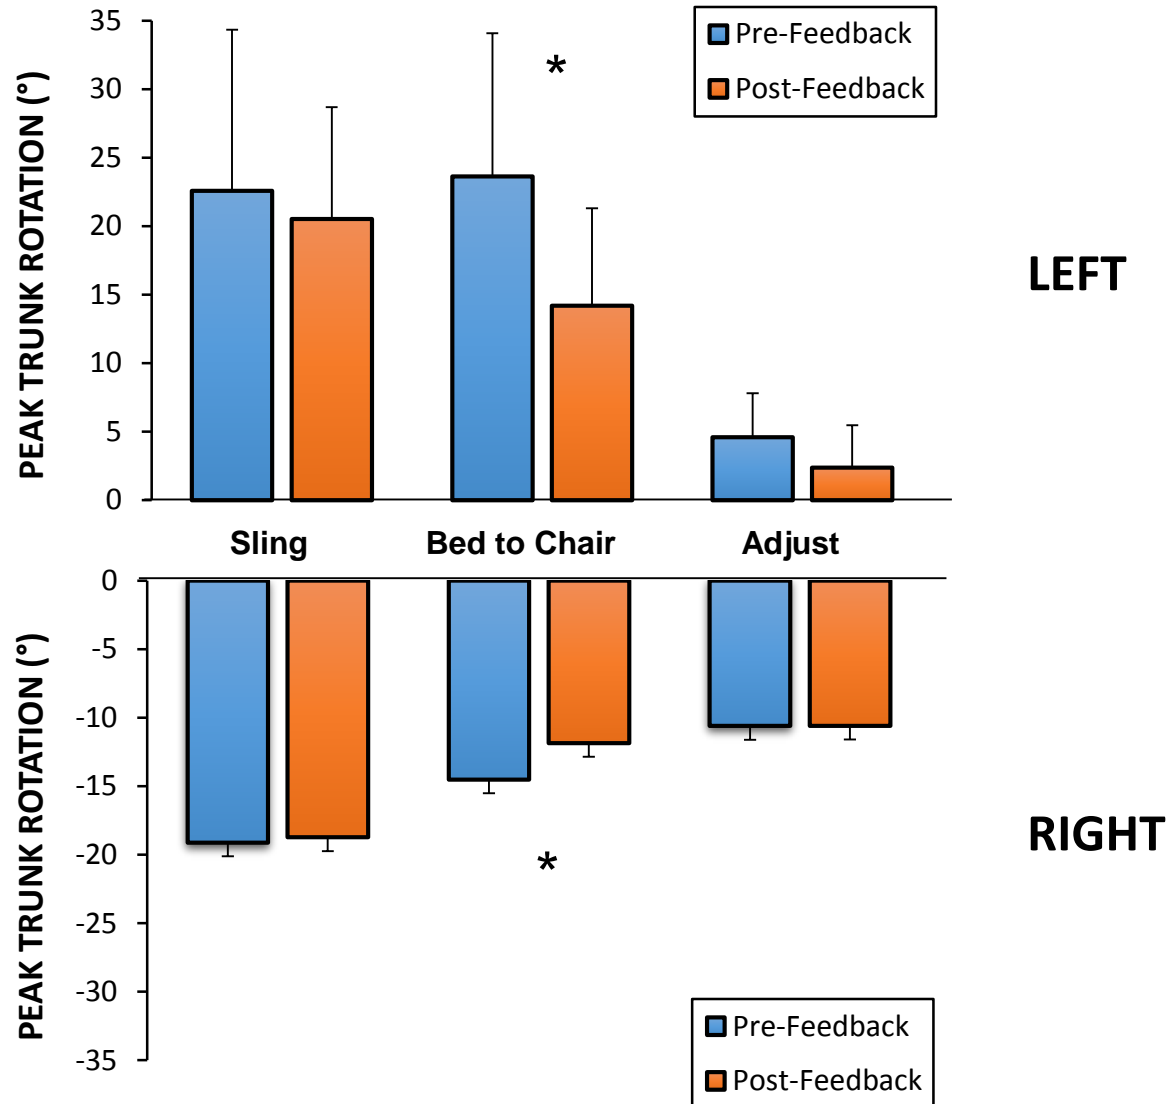 PEAK TRUNK ROTATION (°)
35
30
25
20
15
10
5
0
Pre-Feedback
Post-Feedback
*
LEFT
Sling Bed to Chair Adjust
PEAK TRUNK ROTATION (°)
0
-5
-10
-15
-20
-25
-30
-35
*
RIGHT
Pre-Feedback
Post-Feedback